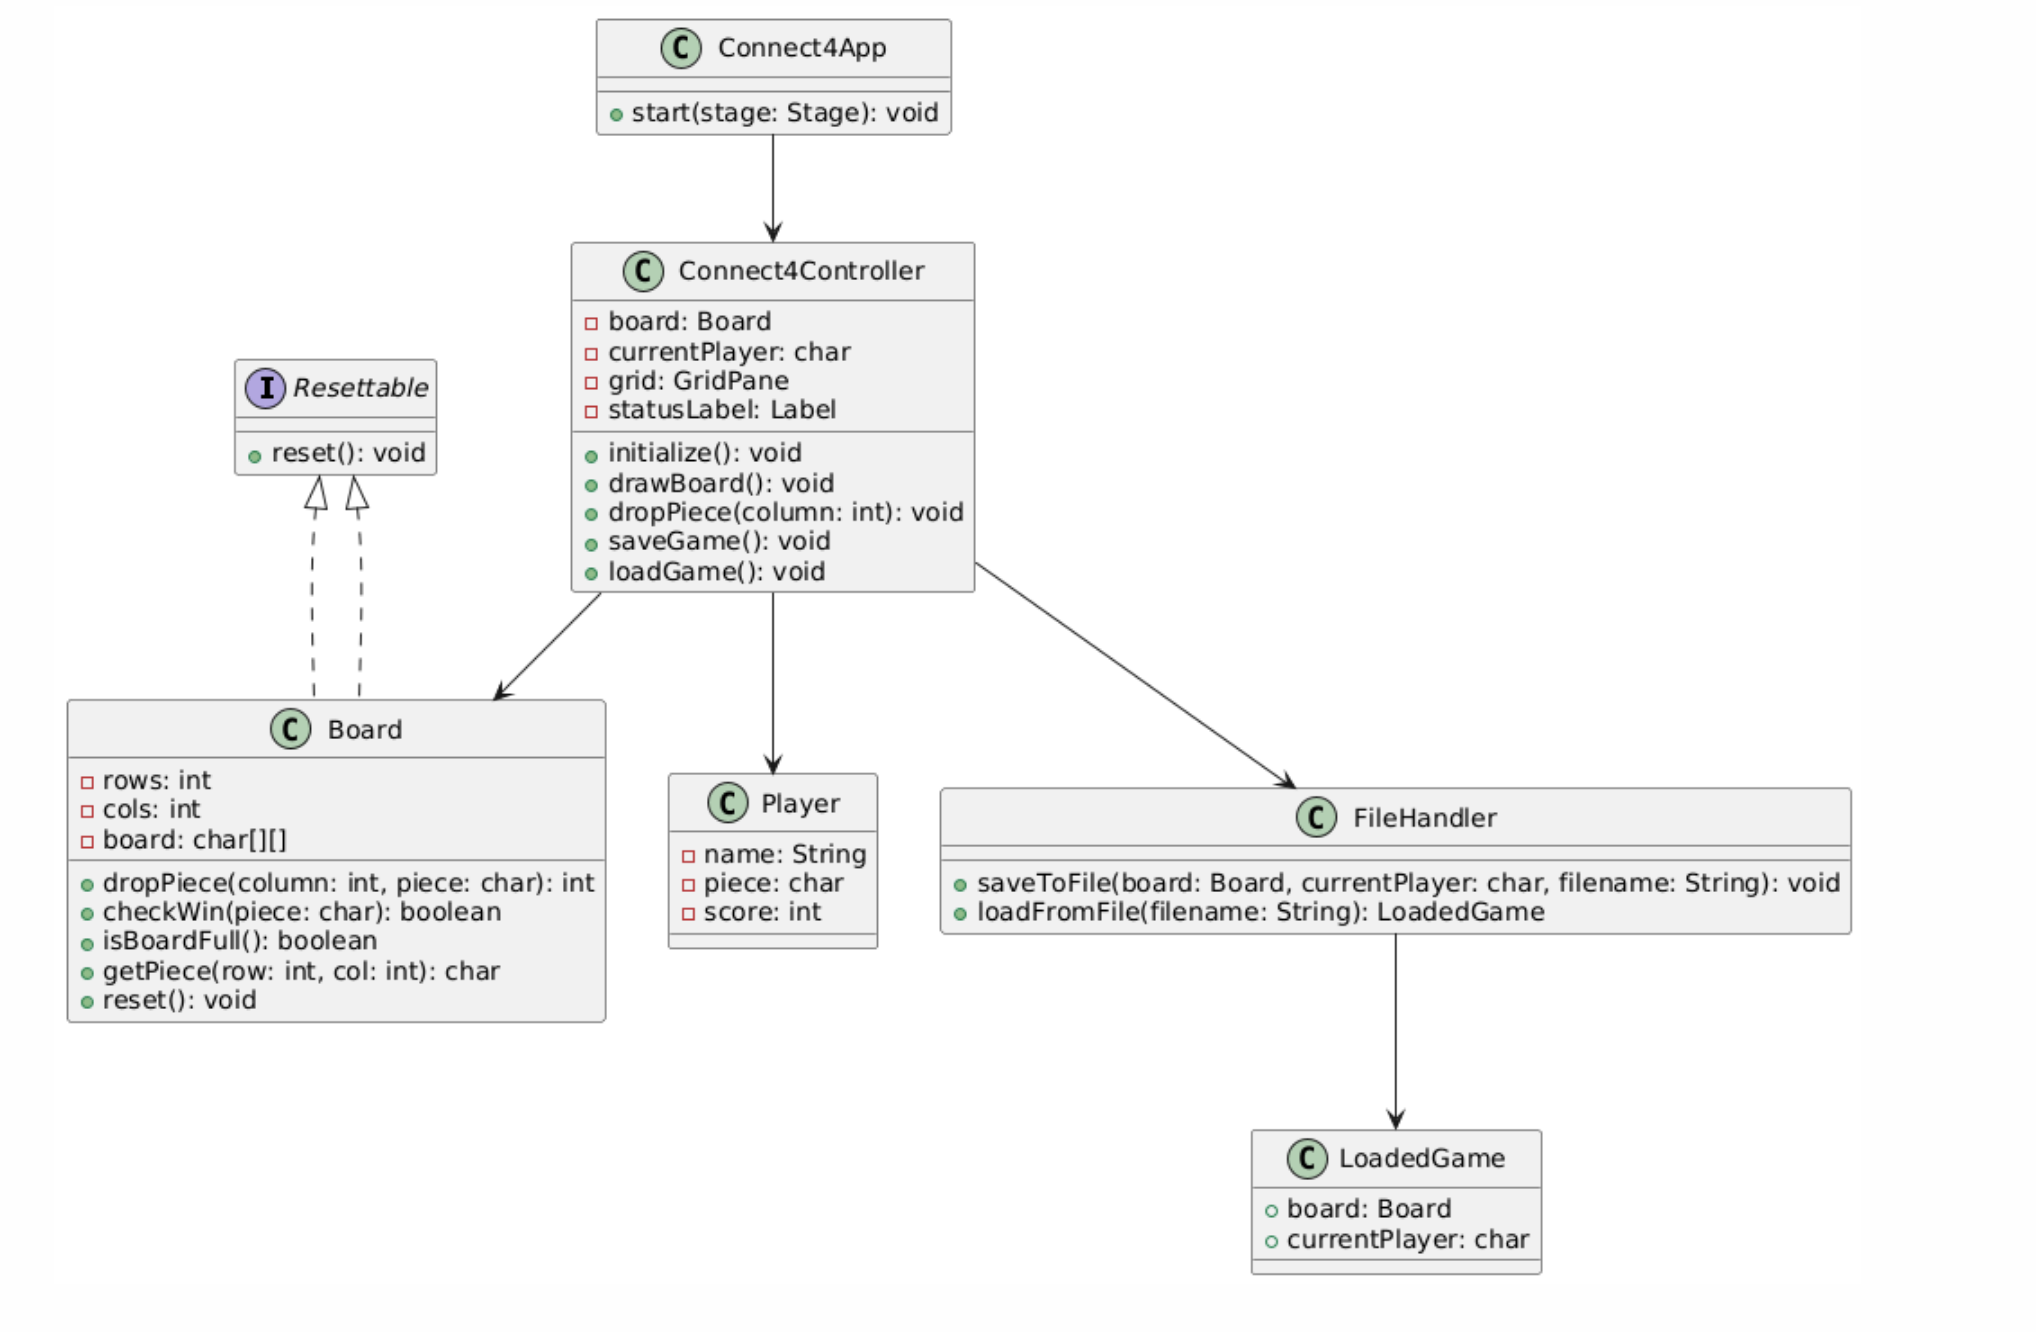 C Connect4App
start(stage: Stage): void
C Connect4Controller
board: Board
currentPlayer: char
grid: GridPane
statusLabel: Label
initialize(): void
drawBoard(): void
dropPiece(column: int): void
saveGame(): void
loadGame(): void
I Resettable
reset(): void
C Board
rows: int
cols: int
board: char[][]
dropPiece(column: int, piece: char): int
checkWin(piece: char): boolean
isBoardFull(): boolean
getPiece(row: int, col: int): char
reset(): void
C Player
name: String
piece: char
score: int
C FileHandler
saveToFile(board: Board, currentPlayer: char, filename: String): void
loadFromFile(filename: String): LoadedGame
C LoadedGame
board: Board
currentPlayer: char